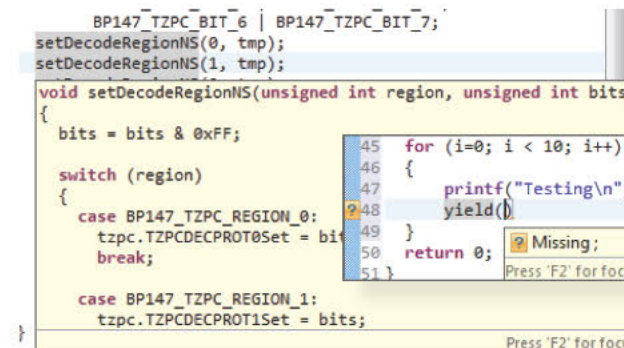 BP147_TZPC_BIT_6 | BP147_TZPC_BIT_7;
setDecodeRegionNS(0, tmp);
setDecodeRegionNS(1, tmp);
void setDecodeRegionNS(unsigned int region, unsigned int bits
{
bits = bits & 0xFF;
switch (region)
{
case BP147_TZPC_REGION_0:
tzpc.TZPCDECPROT0Set = bit
break;
case BP147_TZPC_REGION_1:
tzpc.TZPCDECPROT1Set = bits;
}
Press 'F2' for focu
45 for (i=0; i < 10; i++)
46 {
47 printf("Testing\n"
48 yield()
49 }
50 return 0;
51 }
Missing ;
Press 'F2' for foc